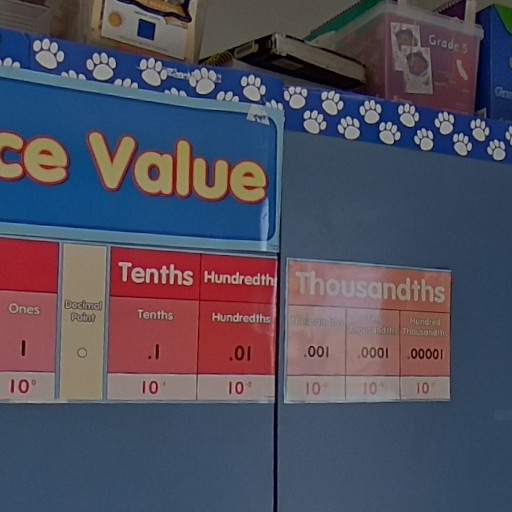 Grade 5
ce Value
Tenths Hundredth Thousandths
Ones Decimal Point Tenths Hundredths Hundred Thousandths
1 .1 .01 .001 .0001 .00001
10⁰ 10 10 10 10 10